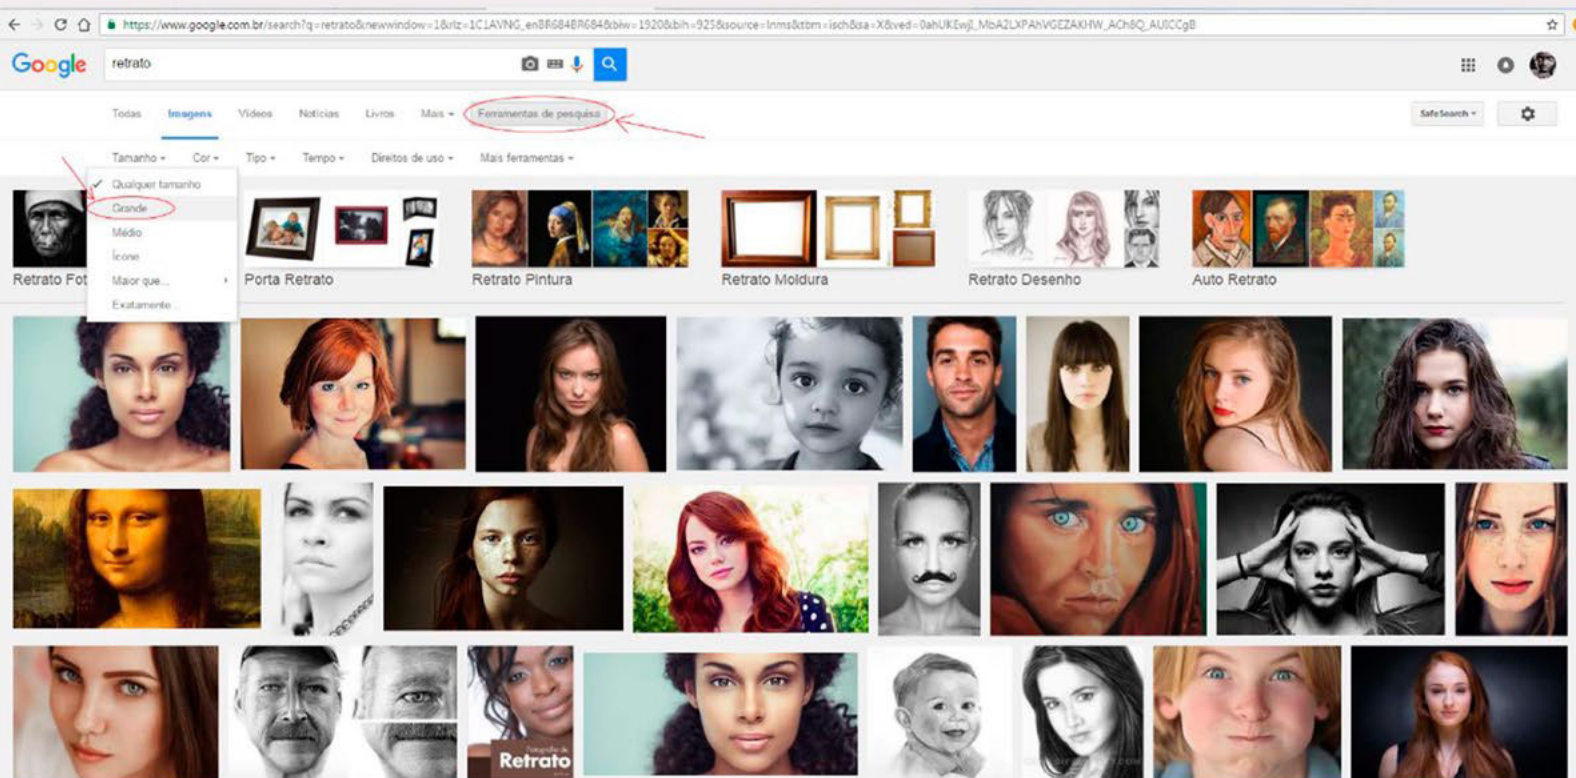 https://www.google.com.br/search?q=retrato&newwindow=1&rlz=1C1AVNG_enBR684BR684&biw=1920&bih=925&source=lnms&tbm=isch&sa=X&ved=
Google retrato
Todas Imagens Vídeos Notícias Livros Mais Ferramentas de pesquisa SafeSearch
Tamanho Cor Tipo Tempo Direitos de uso Mais ferramentas
Qualquer tamanho
Grande
Médio
Ícone
Maior que...
Exatamente...
Retrato Fot
Porta Retrato
Retrato Pintura
Retrato Moldura
Retrato Desenho
Auto Retrato
Fotografia de
Retrato